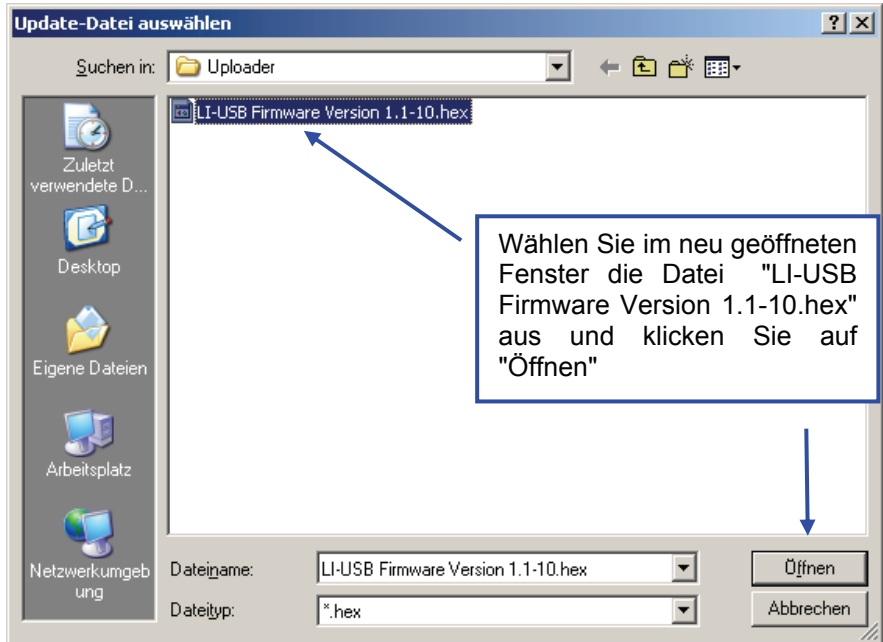 Update-Datei auswählen
Suchen in:
Uploader
LI-USB Firmware Version 1.1-10.hex
Zuletzt
verwendete D...
Desktop
Eigene Dateien
Arbeitsplatz
Netzwerkumgeb
ung
Wählen Sie im neu geöffneten
Fenster die Datei "LI-USB
Firmware Version 1.1-10.hex"
aus und klicken Sie auf
"Öffnen"
Dateiname:
LI-USB Firmware Version 1.1-10.hex
Öffnen
Dateityp:
*.hex
Abbrechen